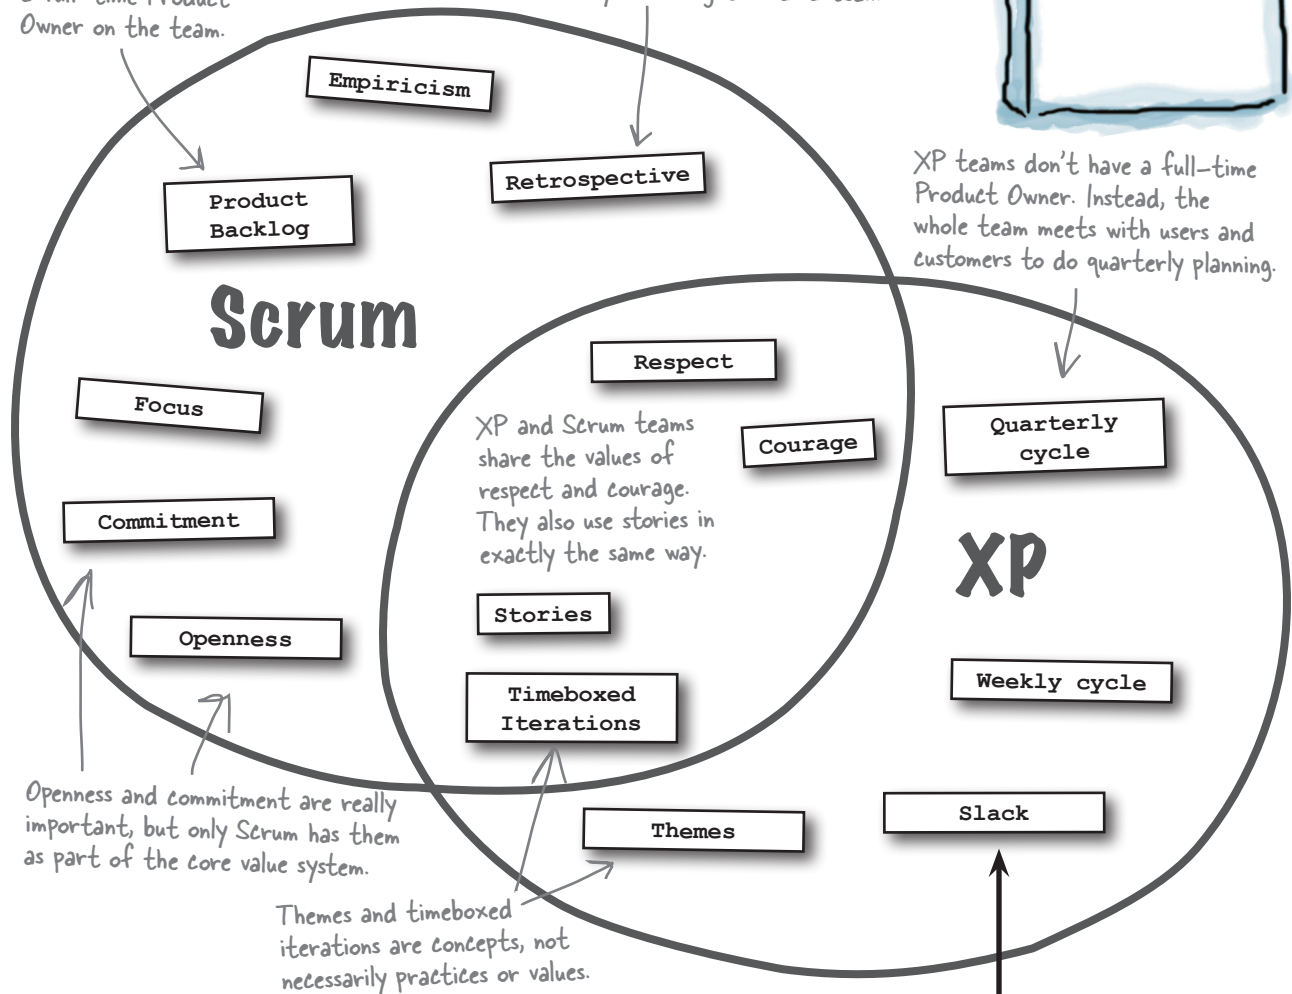 Owner on the team.
Empiricism
Retrospective
Product
Backlog
XP teams don't have a full-time
Product Owner. Instead, the
whole team meets with users and
customers to do quarterly planning.
Scrum
Respect
Focus
Courage
Quarterly
cycle
XP and Scrum teams
share the values of
respect and courage.
They also use stories in
exactly the same way.
Commitment
XP
Stories
Openness
Weekly cycle
Timeboxed
Iterations
Openness and commitment are really
important, but only Scrum has them
as part of the core value system.
Themes
Slack
Themes and timeboxed
iterations are concepts, not
necessarily practices or values.